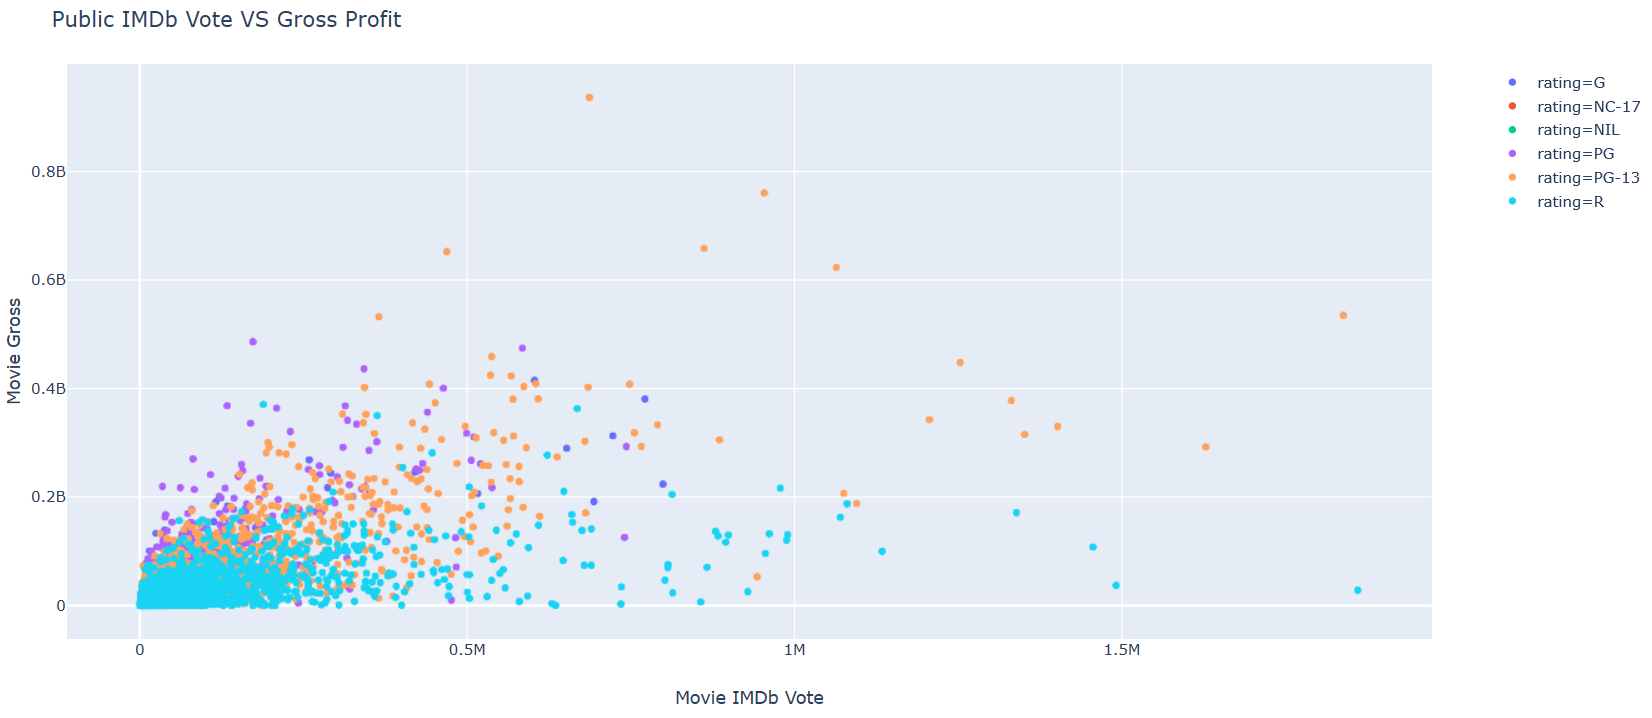 Public IMDb Vote VS Gross Profit
rating=G
rating=NC-17
rating=NIL
rating=PG
rating=PG-13
rating=R
Movie Gross
0.8B
0.6B
0.4B
0.2B
0
0
0.5M
1M
1.5M
Movie IMDb Vote